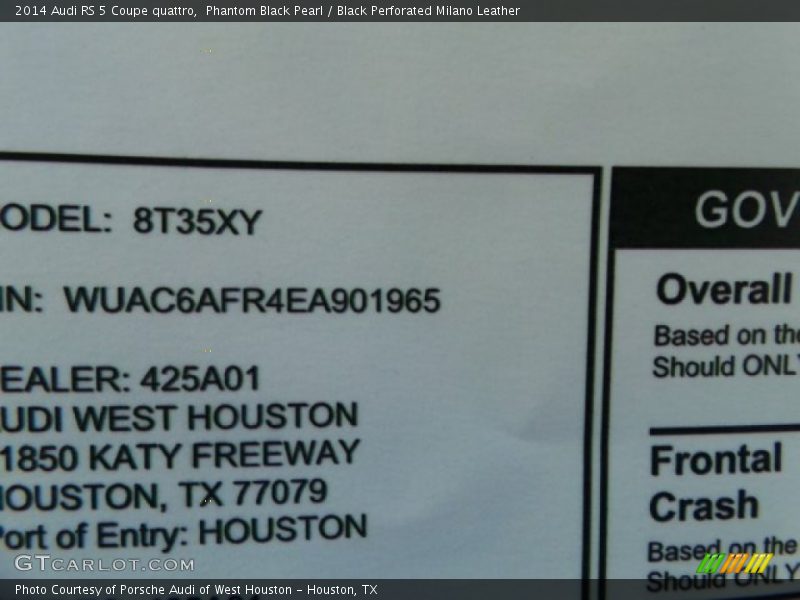 2014 Audi RS 5 Coupe quattro,  Phantom Black Pearl / Black Perforated Milano Leather
ODEL: 8T35XY
IN: WUAC6AFR4EA901965
EALER: 425A01
UDI WEST HOUSTON
1850 KATY FREEWAY
HOUSTON, TX 77079
Port of Entry: HOUSTON
GOV
Overall
Based on the
Should ONLY
Frontal
Crash
Based on the
Should ONLY
GTCARLOT.COM
Photo Courtesy of Porsche Audi of West Houston - Houston, TX